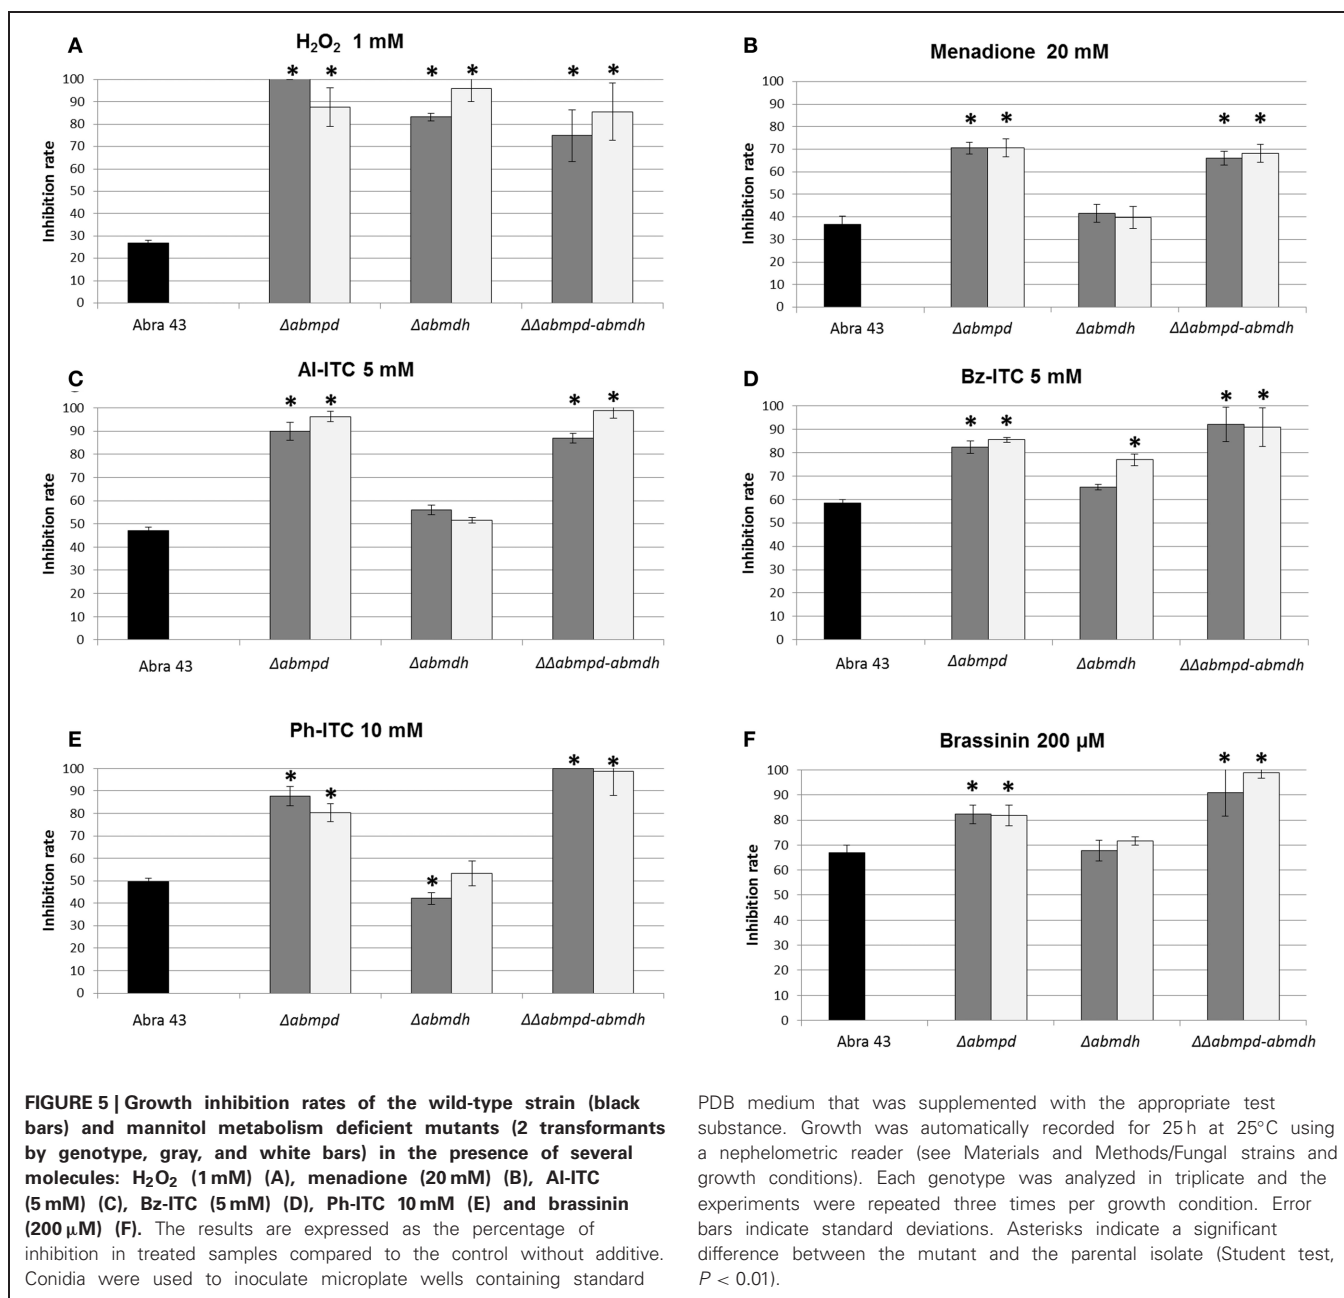 A
H₂O₂ 1 mM
Inhibition rate
100
90
80
70
60
50
40
30
20
10
0
* * * * * *
Abra 43 Δabmpd Δabmdh ΔΔabmpd-abmdh
B
Menadione 20 mM
Inhibition rate
100
90
80
70
60
50
40
30
20
10
0
* * * *
Abra 43 Δabmpd Δabmdh ΔΔabmpd-abmdh
C
Al-ITC 5 mM
Inhibition rate
100
90
80
70
60
50
40
30
20
10
0
* * * *
Abra 43 Δabmpd Δabmdh ΔΔabmpd-abmdh
D
Bz-ITC 5 mM
Inhibition rate
100
90
80
70
60
50
40
30
20
10
0
* * * * *
Abra 43 Δabmpd Δabmdh ΔΔabmpd-abmdh
E
Ph-ITC 10 mM
Inhibition rate
100
90
80
70
60
50
40
30
20
10
0
* * * * *
Abra 43 Δabmpd Δabmdh ΔΔabmpd-abmdh
F
Brassinin 200 µM
Inhibition rate
100
90
80
70
60
50
40
30
20
10
0
* * * *
Abra 43 Δabmpd Δabmdh ΔΔabmpd-abmdh
FIGURE 5 | Growth inhibition rates of the wild-type strain (black
bars) and mannitol metabolism deficient mutants (2 transformants
by genotype, gray, and white bars) in the presence of several
molecules: H₂O₂ (1 mM) (A), menadione (20 mM) (B), Al-ITC
(5 mM) (C), Bz-ITC (5 mM) (D), Ph-ITC 10 mM (E) and brassinin
(200 µM) (F). The results are expressed as the percentage of
inhibition in treated samples compared to the control without additive.
Conidia were used to inoculate microplate wells containing standard
PDB medium that was supplemented with the appropriate test
substance. Growth was automatically recorded for 25 h at 25°C using
a nephelometric reader (see Materials and Methods/Fungal strains and
growth conditions). Each genotype was analyzed in triplicate and the
experiments were repeated three times per growth condition. Error
bars indicate standard deviations. Asterisks indicate a significant
difference between the mutant and the parental isolate (Student test,
P < 0.01).